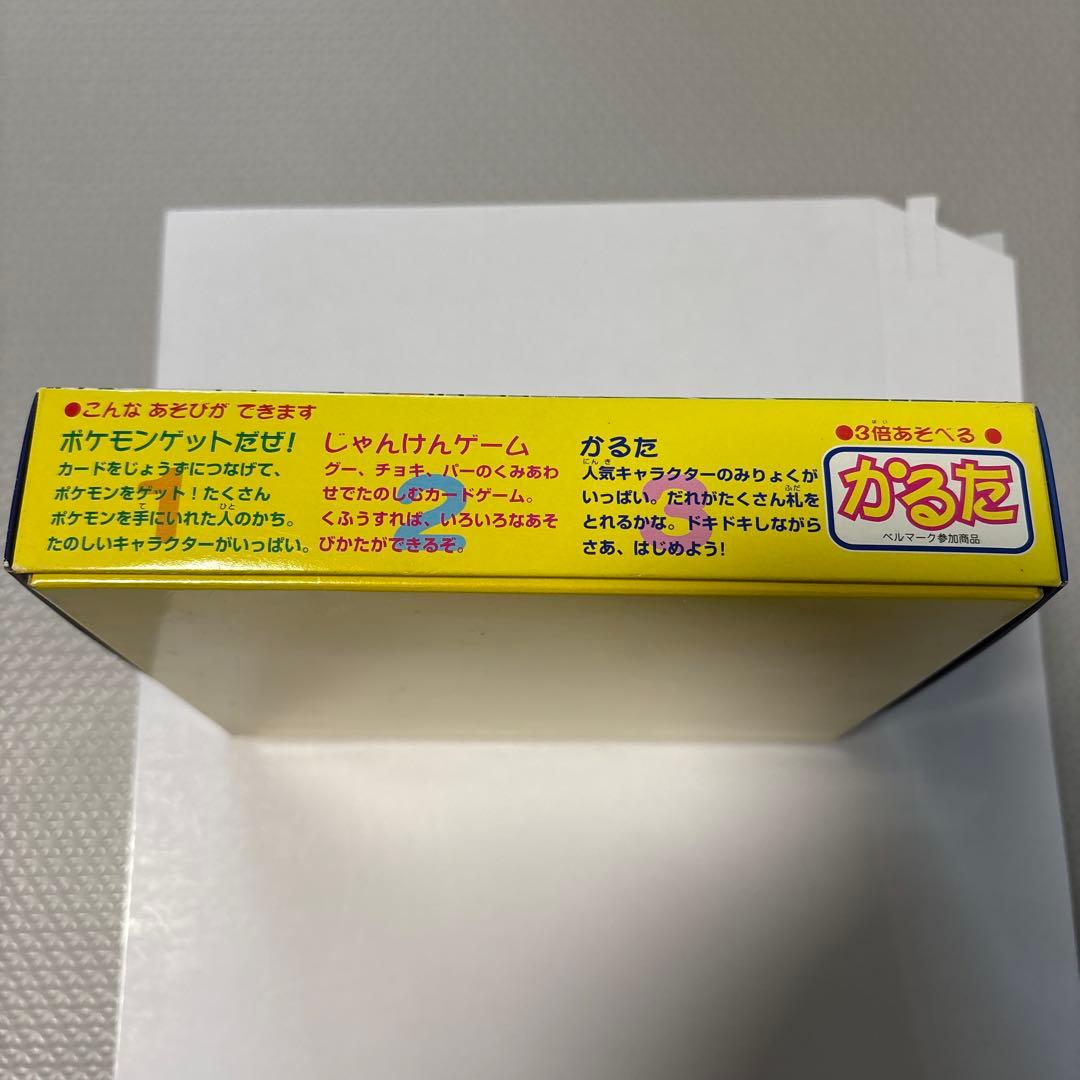 ●こんな あそびが できます
ポケモンゲットだぜ!
カードをじょうずにつなげて、
ポケモンをゲット!たくさん
て ひと
ポケモンを手にいれた人のかち。
たのしいキャラクターがいっぱい。
1
じゃんけんゲーム
グー、チョキ、パーのくみあわ
せでたのしむカードゲーム。
くふうすれば、いろいろなあそ
びかたができるぞ。
2
かるた
にんき
人気キャラクターのみりょくが
ふだ
いっぱい。だれがたくさん札を
とれるかな。ドキドキしながら
さあ、はじめよう!
3
ばい
●3倍あそべる●
かるた
ベルマーク参加商品